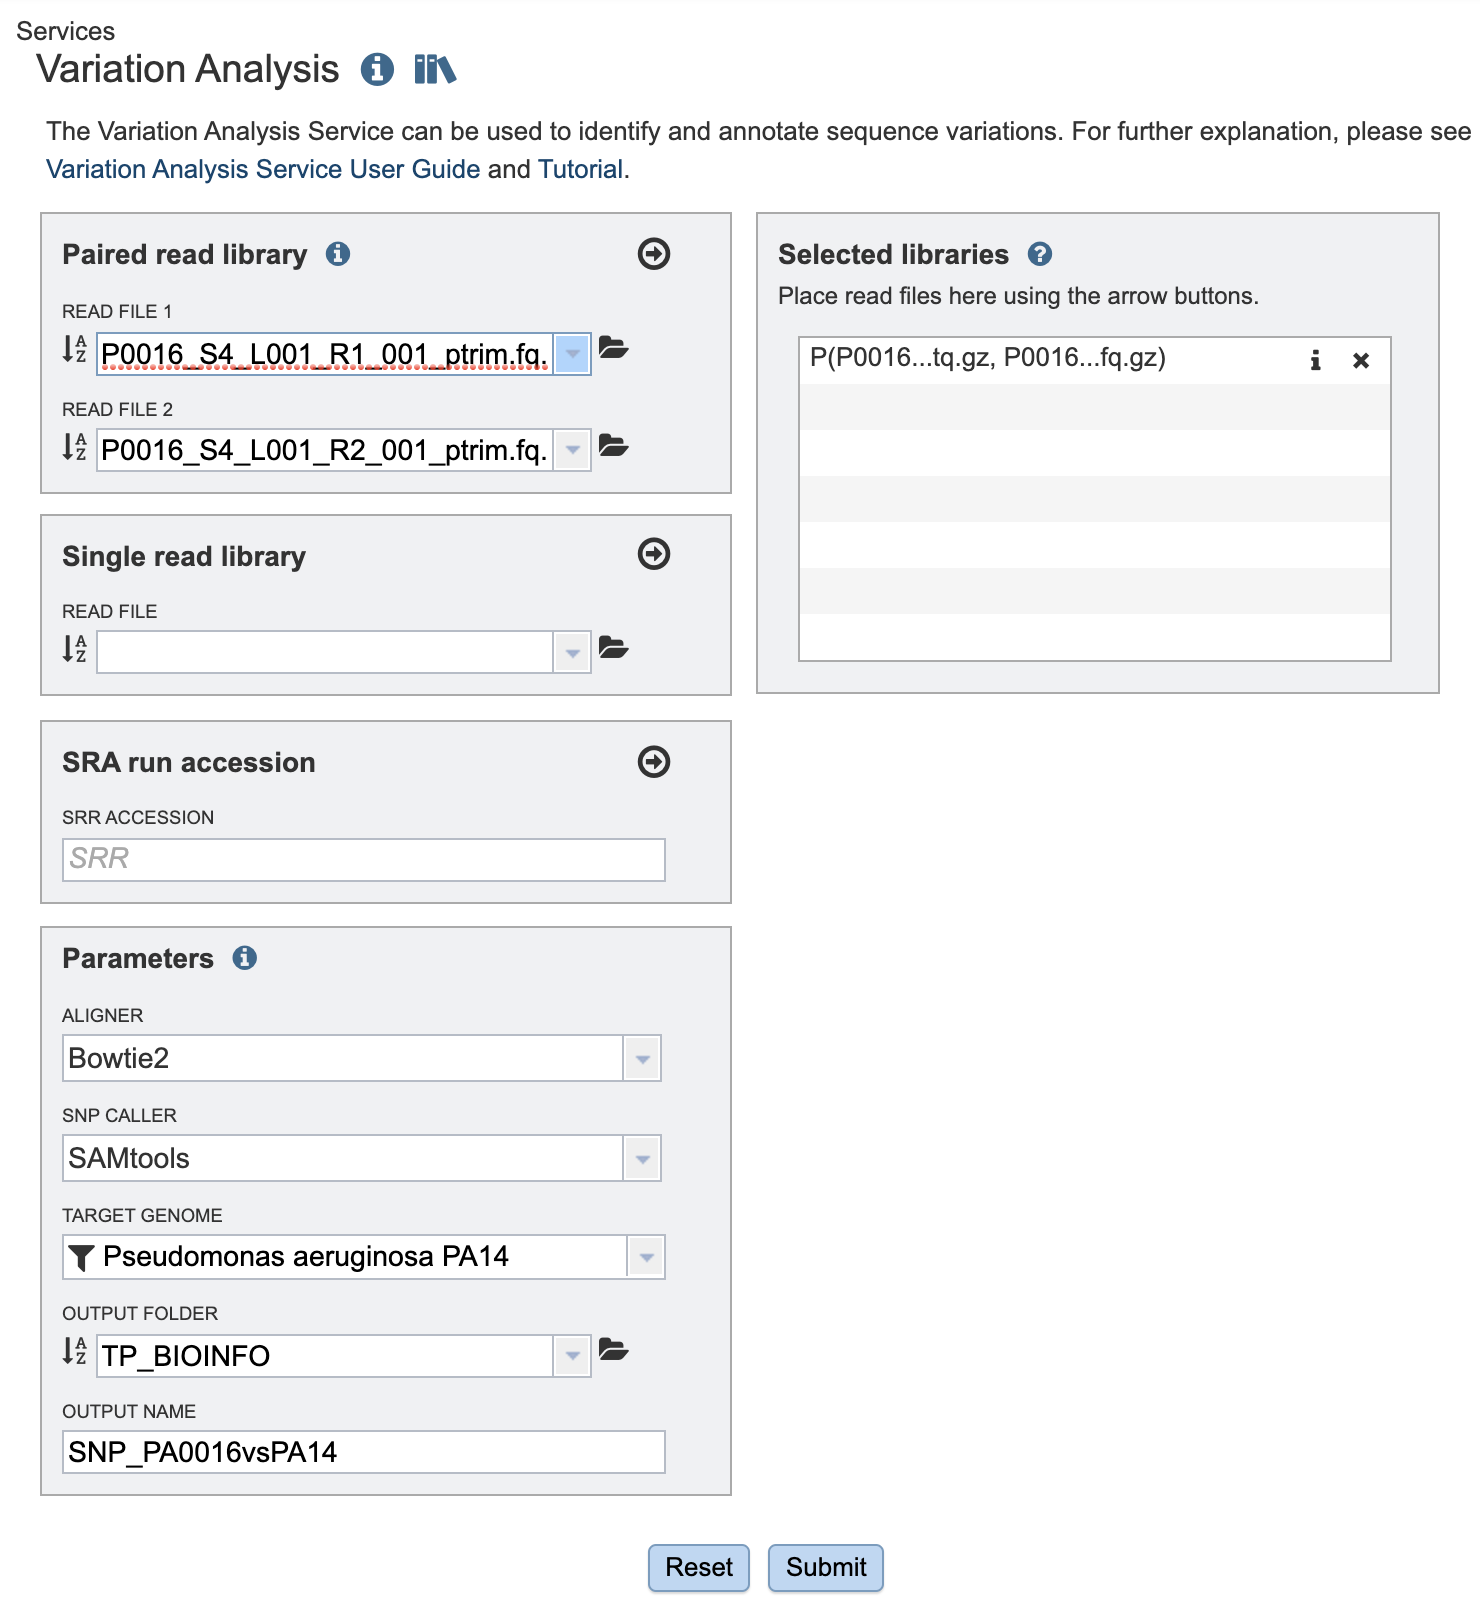 Services
Variation Analysis
The Variation Analysis Service can be used to identify and annotate sequence variations. For further explanation, please see
Variation Analysis Service User Guide and Tutorial.
Paired read library
READ FILE 1
P0016_S4_L001_R1_001_ptrim.fq.
READ FILE 2
P0016_S4_L001_R2_001_ptrim.fq.
Single read library
READ FILE
SRA run accession
SRR ACCESSION
SRR
Parameters
ALIGNER
Bowtie2
SNP CALLER
SAMtools
TARGET GENOME
Pseudomonas aeruginosa PA14
OUTPUT FOLDER
TP_BIOINFO
OUTPUT NAME
SNP_PA0016vsPA14
Selected libraries
Place read files here using the arrow buttons.
P(P0016...tq.gz, P0016...fq.gz)
Reset
Submit